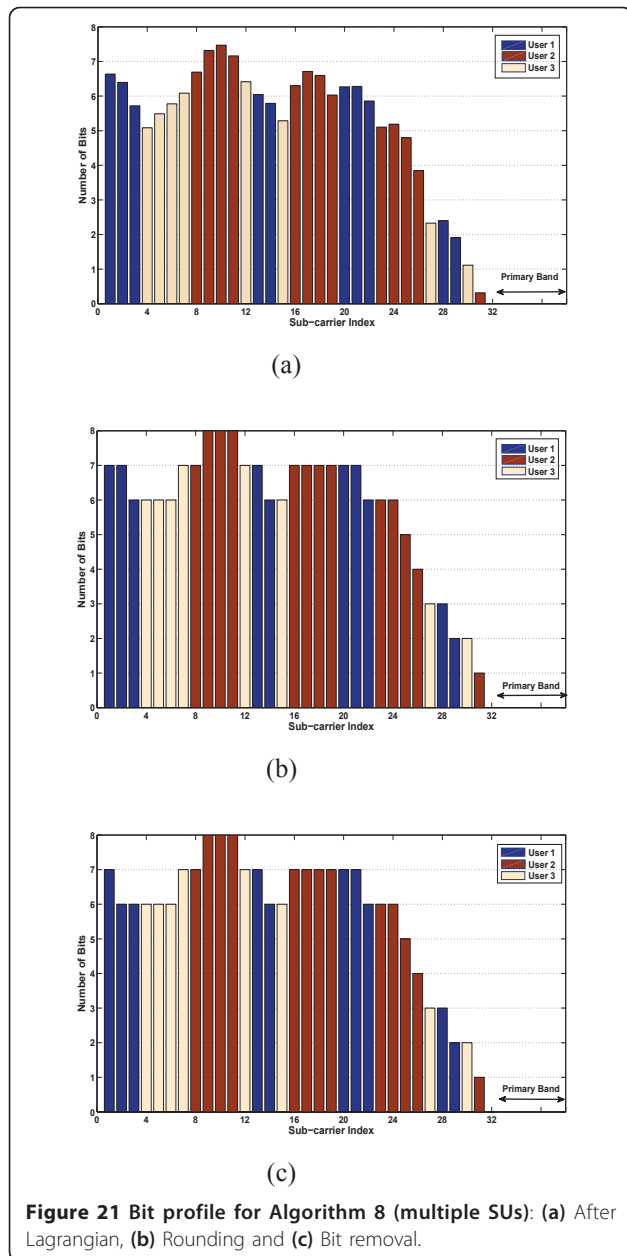 8
7
6
5
4
3
2
1
0
Number of Bits
User 1
User 2
User 3
Primary Band
0 4 8 12 16 20 24 28 32
Sub-carrier Index
(a)
8
7
6
5
4
3
2
1
0
Number of Bits
User 1
User 2
User 3
Primary Band
0 4 8 12 16 20 24 28 32
Sub-carrier Index
(b)
8
7
6
5
4
3
2
1
0
Number of Bits
User 1
User 2
User 3
Primary Band
0 4 8 12 16 20 24 28 32
Sub-carrier Index
(c)
Figure 21 Bit profile for Algorithm 8 (multiple SUs): (a) After
Lagrangian, (b) Rounding and (c) Bit removal.